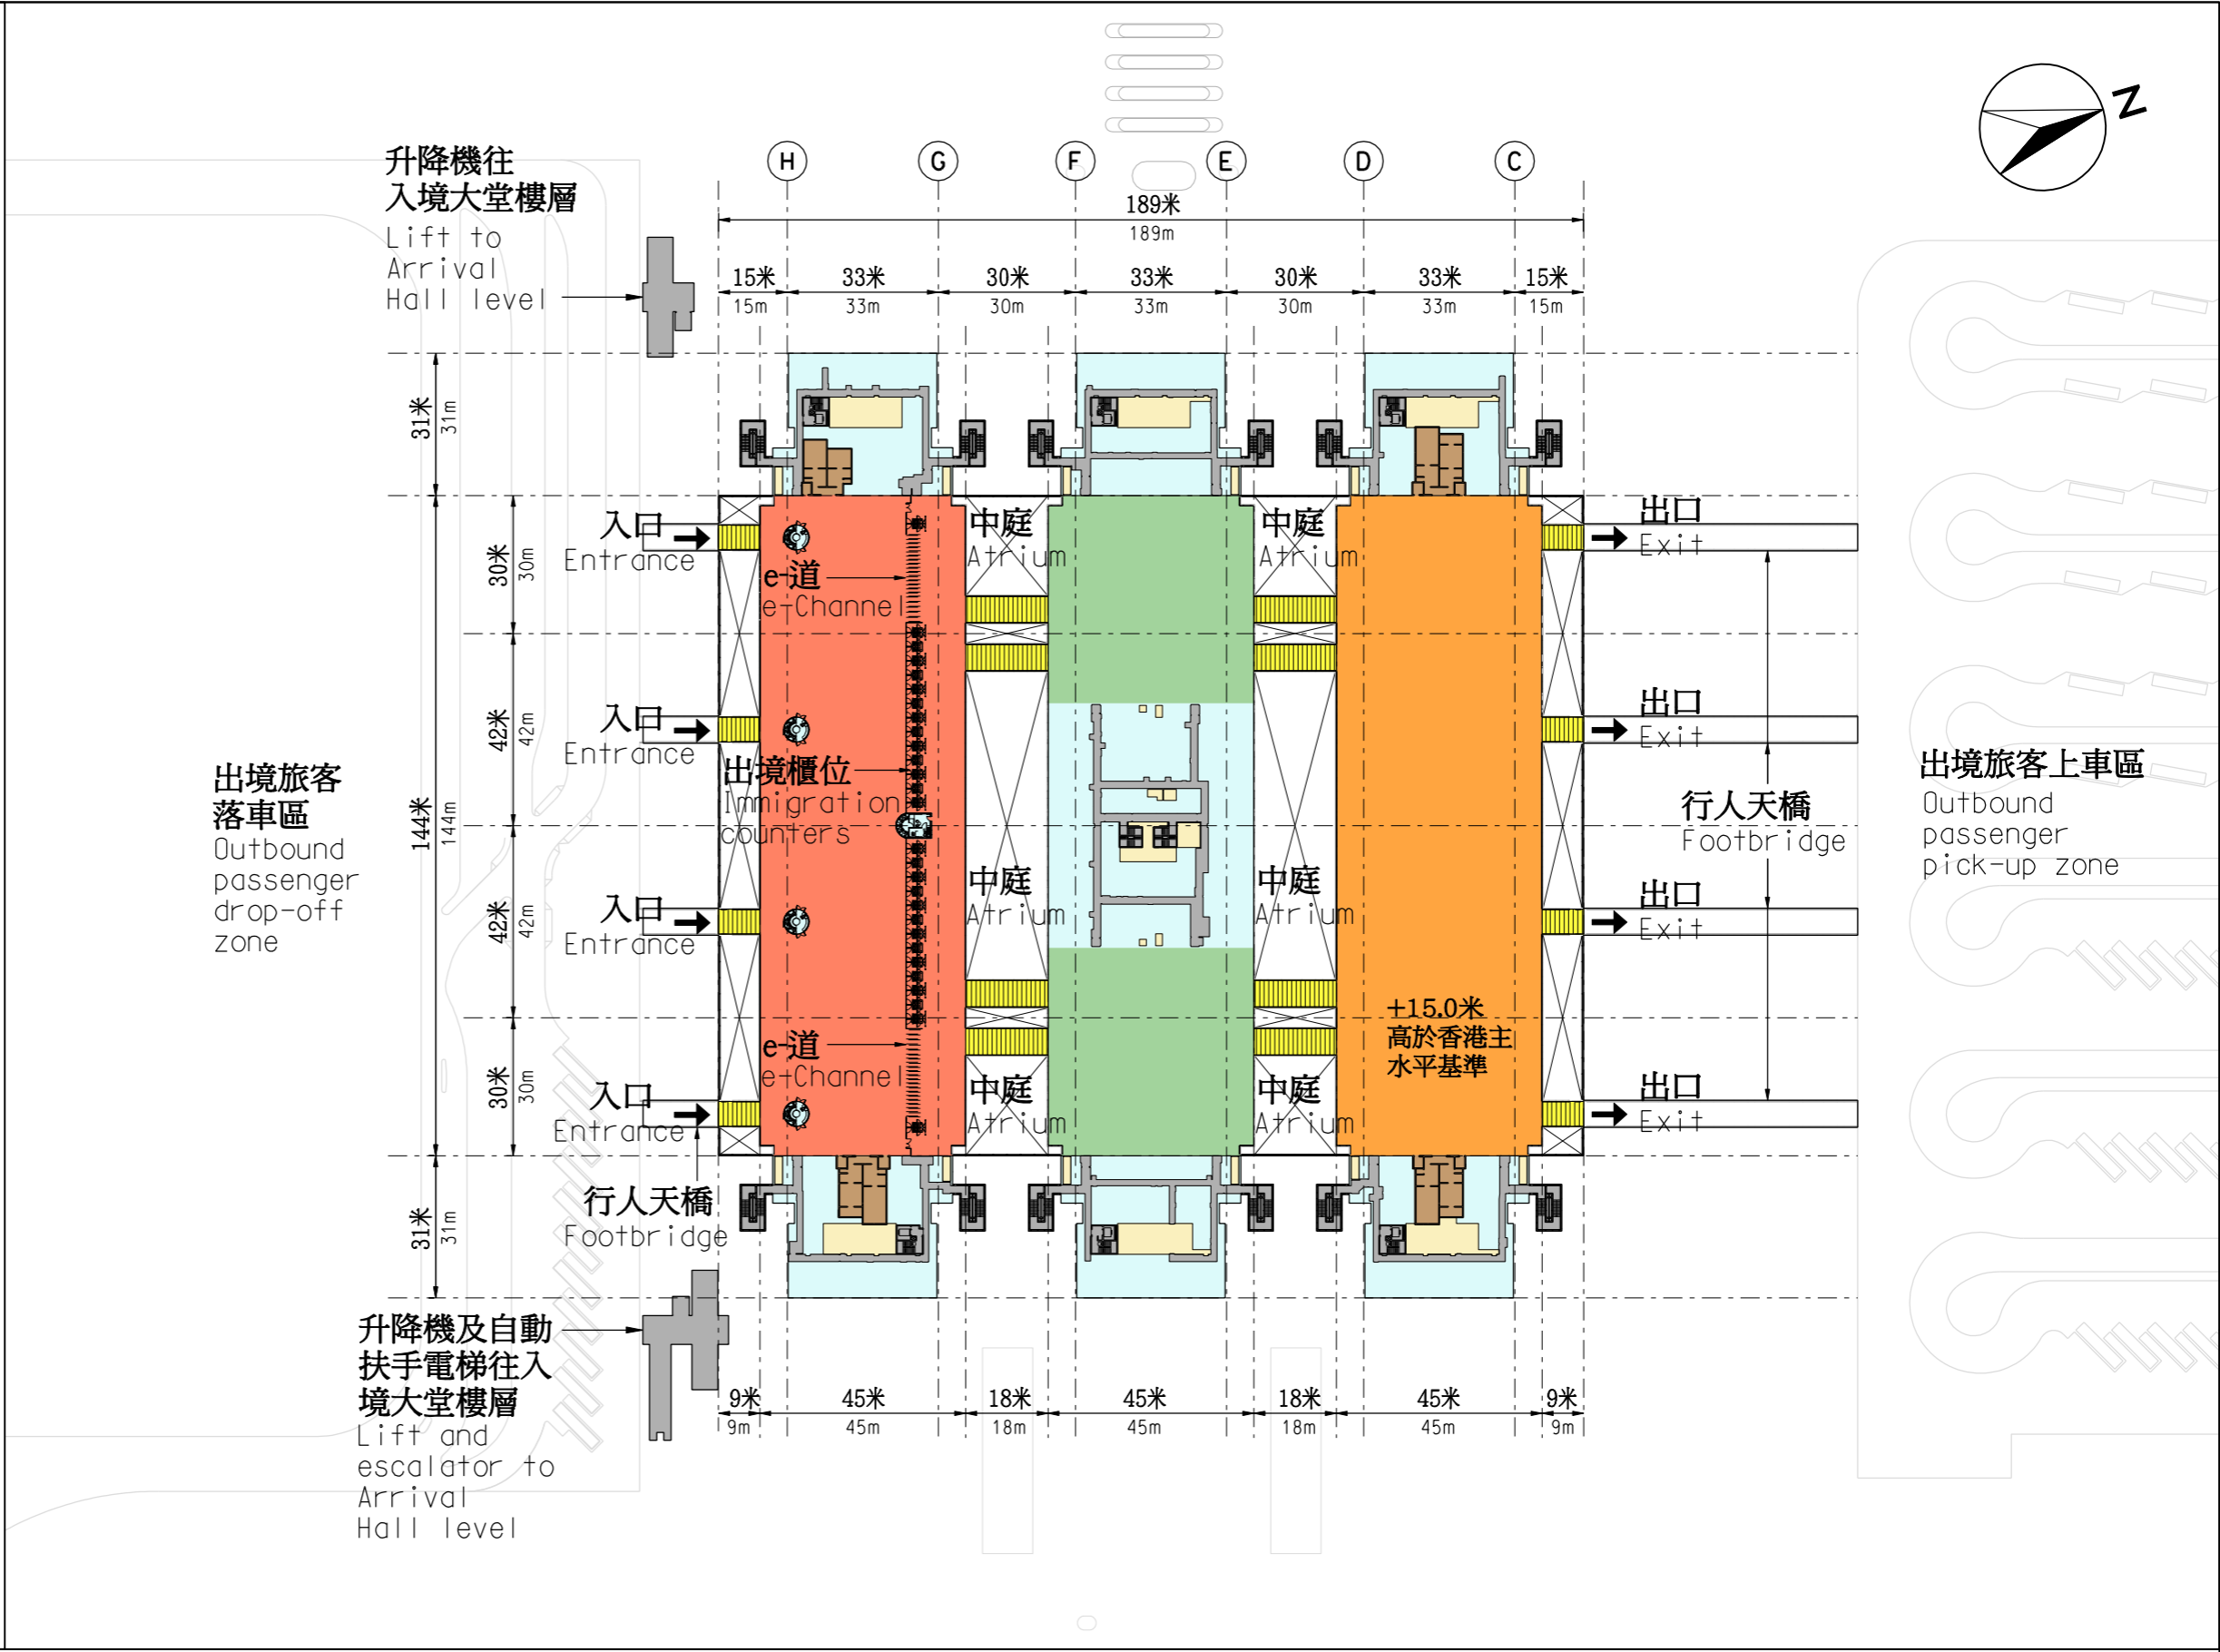 N
H
G
F
E
D
C
189米
189m
15米
33米
30米
33米
30米
33米
15米
15m
33m
30m
33m
30m
33m
15m
升降機往
入境大堂樓層
Lift to
Arrival
Hall level
31米
31m
144米
144m
31米
31m
30米
30m
42米
42m
42米
42m
30米
30m
入口
Entrance
入口
Entrance
入口
Entrance
入口
Entrance
e-道
e-Channel
出境櫃位
Immigration
counters
e-道
e-Channel
中庭
Atrium
中庭
Atrium
中庭
Atrium
中庭
Atrium
中庭
Atrium
中庭
Atrium
+15.0米
高於香港主
水平基準
出口
Exit
出口
Exit
出口
Exit
出口
Exit
行人天橋
Footbridge
出境旅客上車區
Outbound
passenger
pick-up zone
出境旅客
落車區
Outbound
passenger
drop-off
zone
行人天橋
Footbridge
升降機及自動
扶手電梯往入
境大堂樓層
Lift and
escalator to
Arrival
Hall level
9米
45米
18米
45米
18米
45米
9米
9m
45m
18m
45m
18m
45m
9m